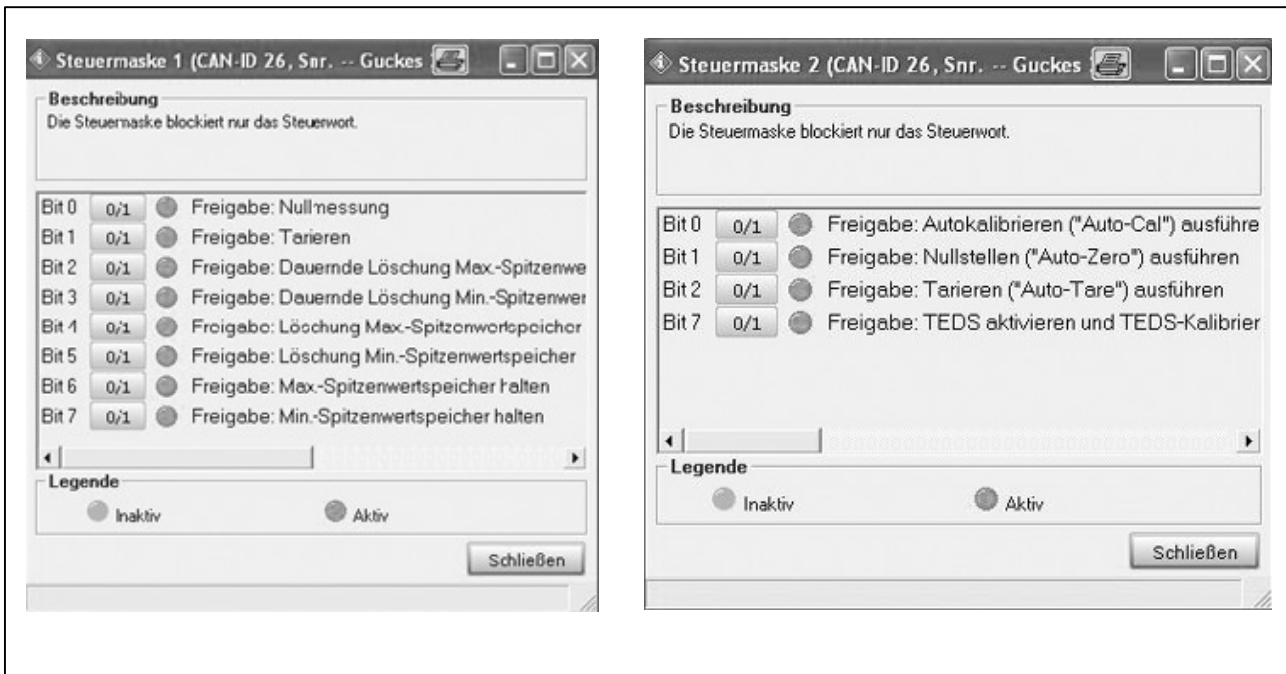 Steuermaske 1 (CAN-ID 26, Snr. -- Guckes
Beschreibung
Die Steuermaske blockiert nur das Steuerwort.
Bit 0 0/1 Freigabe: Nullmessung
Bit 1 0/1 Freigabe: Tarieren
Bit 2 0/1 Freigabe: Dauernde Löschung Max.-Spitzenwe
Bit 3 0/1 Freigabe: Dauernde Löschung Min.-Spitzenwer
Bit 4 0/1 Freigabe: Löschung Max.-Spitzenwertspeicher
Bit 5 0/1 Freigabe: Löschung Min.-Spitzenwertspeicher
Bit 6 0/1 Freigabe: Max.-Spitzenwertspeicher halten
Bit 7 0/1 Freigabe: Min.-Spitzenwertspeicher halten
Legende
Inaktiv Aktiv
Schließen
Steuermaske 2 (CAN-ID 26, Snr. -- Guckes
Beschreibung
Die Steuermaske blockiert nur das Steuerwort.
Bit 0 0/1 Freigabe: Autokalibrieren ("Auto-Cal") ausführe
Bit 1 0/1 Freigabe: Nullstellen ("Auto-Zero") ausführen
Bit 2 0/1 Freigabe: Tarieren ("Auto-Tare") ausführen
Bit 7 0/1 Freigabe: TEDS aktivieren und TEDS-Kalibrier
Legende
Inaktiv Aktiv
Schließen